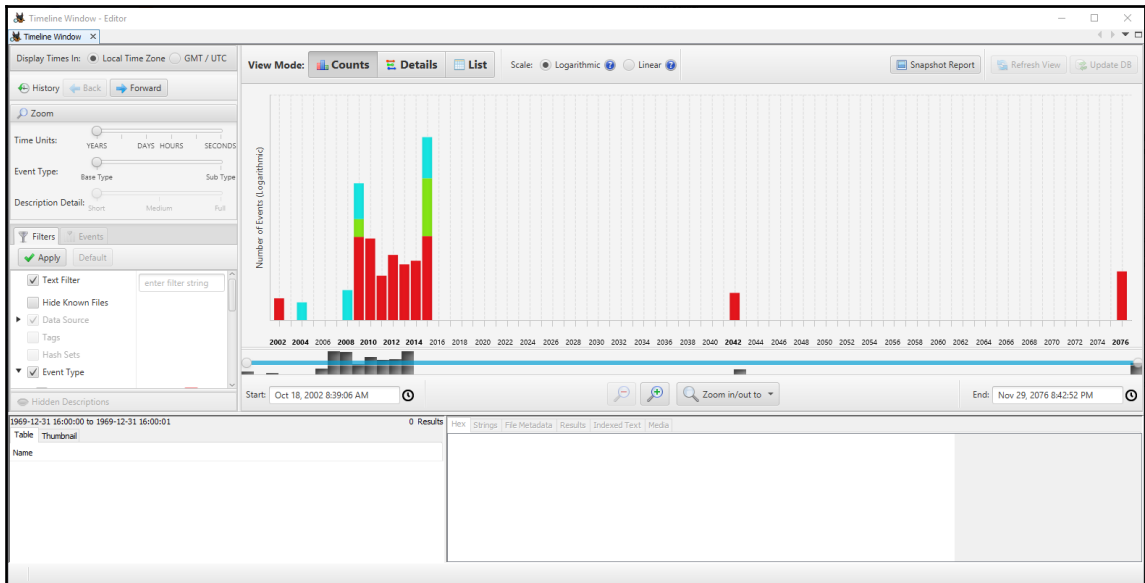 Timeline Window - Editor
Timeline Window X
Display Times In: Local Time Zone GMT / UTC
History Back Forward
Zoom
Time Units:
YEARS DAYS HOURS SECONDS
Event Type:
Base Type Sub Type
Description Detail:
Short Medium Full
Filters Events
Apply Default
Text Filter enter filter string
Hide Known Files
Data Source
Tags
Hash Sets
Event Type
Hidden Descriptions
View Mode: Counts Details List Scale: Logarithmic Linear Snapshot Report Refresh View Update DB
Number of Events (Logarithmic)
2002 2004 2006 2008 2010 2012 2014 2016 2018 2020 2022 2024 2026 2028 2030 2032 2034 2036 2038 2040 2042 2044 2046 2048 2050 2052 2054 2056 2058 2060 2062 2064 2066 2068 2070 2072 2074 2076
Start: Oct 18, 2002 8:39:06 AM Zoom in/out to End: Nov 29, 2076 8:42:52 PM
1969-12-31 16:00:00 to 1969-12-31 16:00:01 0 Results
Table Thumbnail
Name
Hex Strings File Metadata Results Indexed Text Media